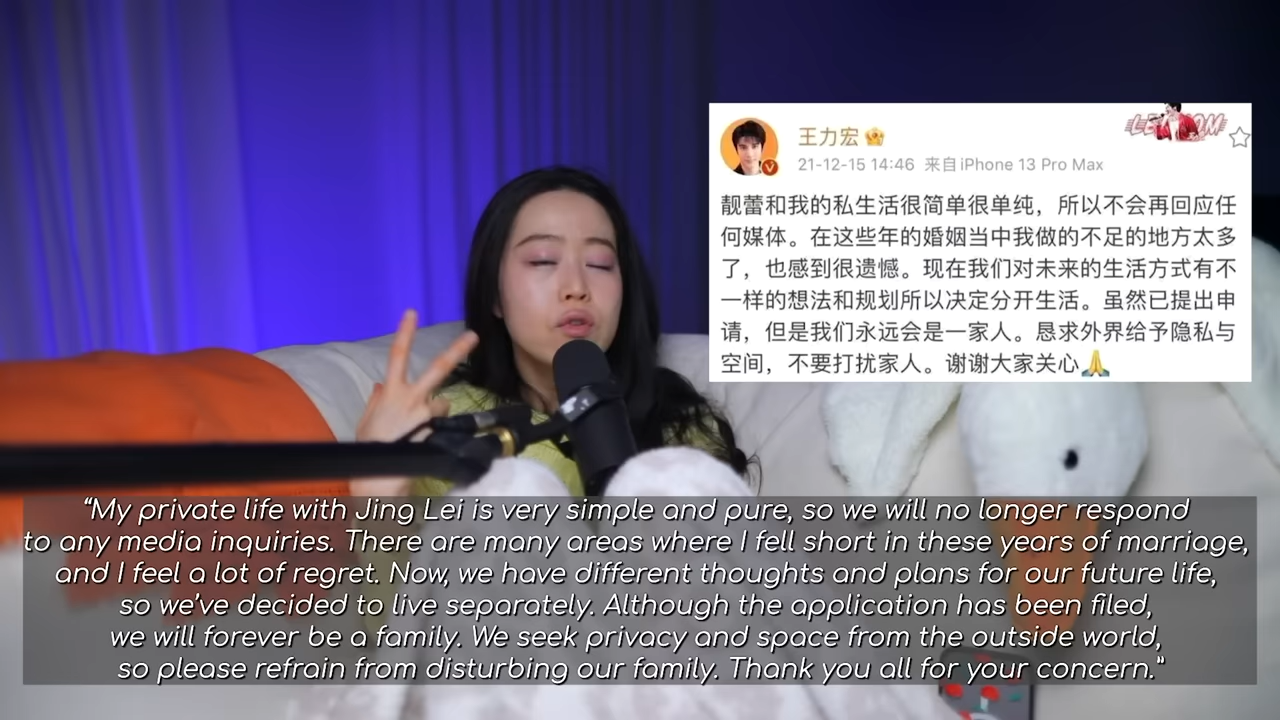 王力宏
21-12-15 14:46 来自iPhone 13 Pro Max
靓蕾和我的私生活很简单很单纯，所以不会再回应任
何媒体。在这些年的婚姻当中我做的不足的地方太多
了，也感到很遗憾。现在我们对未来的生活方式有不
一样的想法和规划所以决定分开生活。虽然已提出申
请，但是我们永远会是一家人。恳求外界给予隐私与
空间，不要打扰家人。谢谢大家关心🙏
“My private life with Jing Lei is very simple and pure, so we will no longer respond
to any media inquiries. There are many areas where I fell short in these years of marriage,
and I feel a lot of regret. Now, we have different thoughts and plans for our future life,
so we’ve decided to live separately. Although the application has been filed,
we will forever be a family. We seek privacy and space from the outside world,
so please refrain from disturbing our family. Thank you all for your concern.”